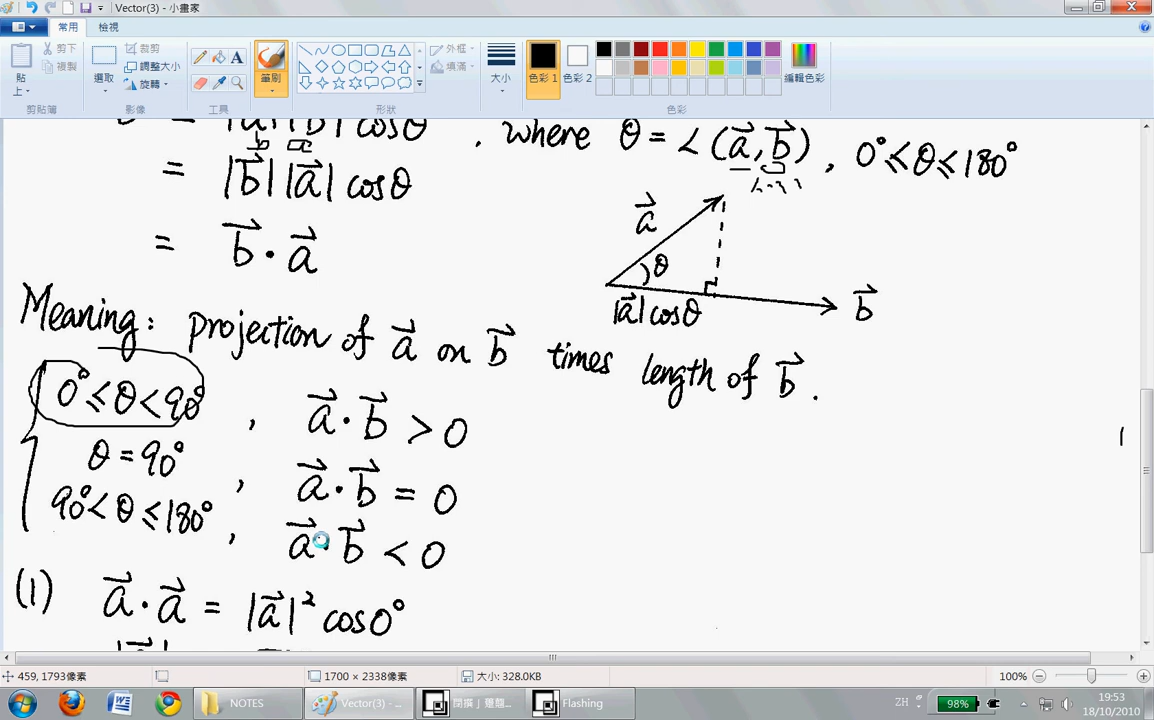 Vector(3) - 小畫家
常用 檢視
貼上 剪下 複製 選取 裁剪 調整大小 旋轉 筆刷 外框 填滿 大小 色彩 1 色彩 2 編輯色彩
剪貼簿 影像 工具 形狀 色彩
= |a⃗| |b⃗| cosθ , where θ = ∠(a⃗, b⃗), 0° ≤ θ ≤ 180°
= |b⃗| |a⃗| cosθ
= b⃗ · a⃗
a⃗
θ
|a⃗| cosθ
b⃗
Meaning: projection of a⃗ on b⃗ times length of b⃗.
0° ≤ θ < 90° , a⃗ · b⃗ > 0
θ = 90° , a⃗ · b⃗ = 0
90° < θ ≤ 180° , a⃗ · b⃗ < 0
(1) a⃗ · a⃗ = |a⃗|² cos0°
459, 1793像素 1700 × 2338像素 大小: 328.0KB 100%
NOTES Vector(3) - ... Flashing ZH 98% 19:53
18/10/2010